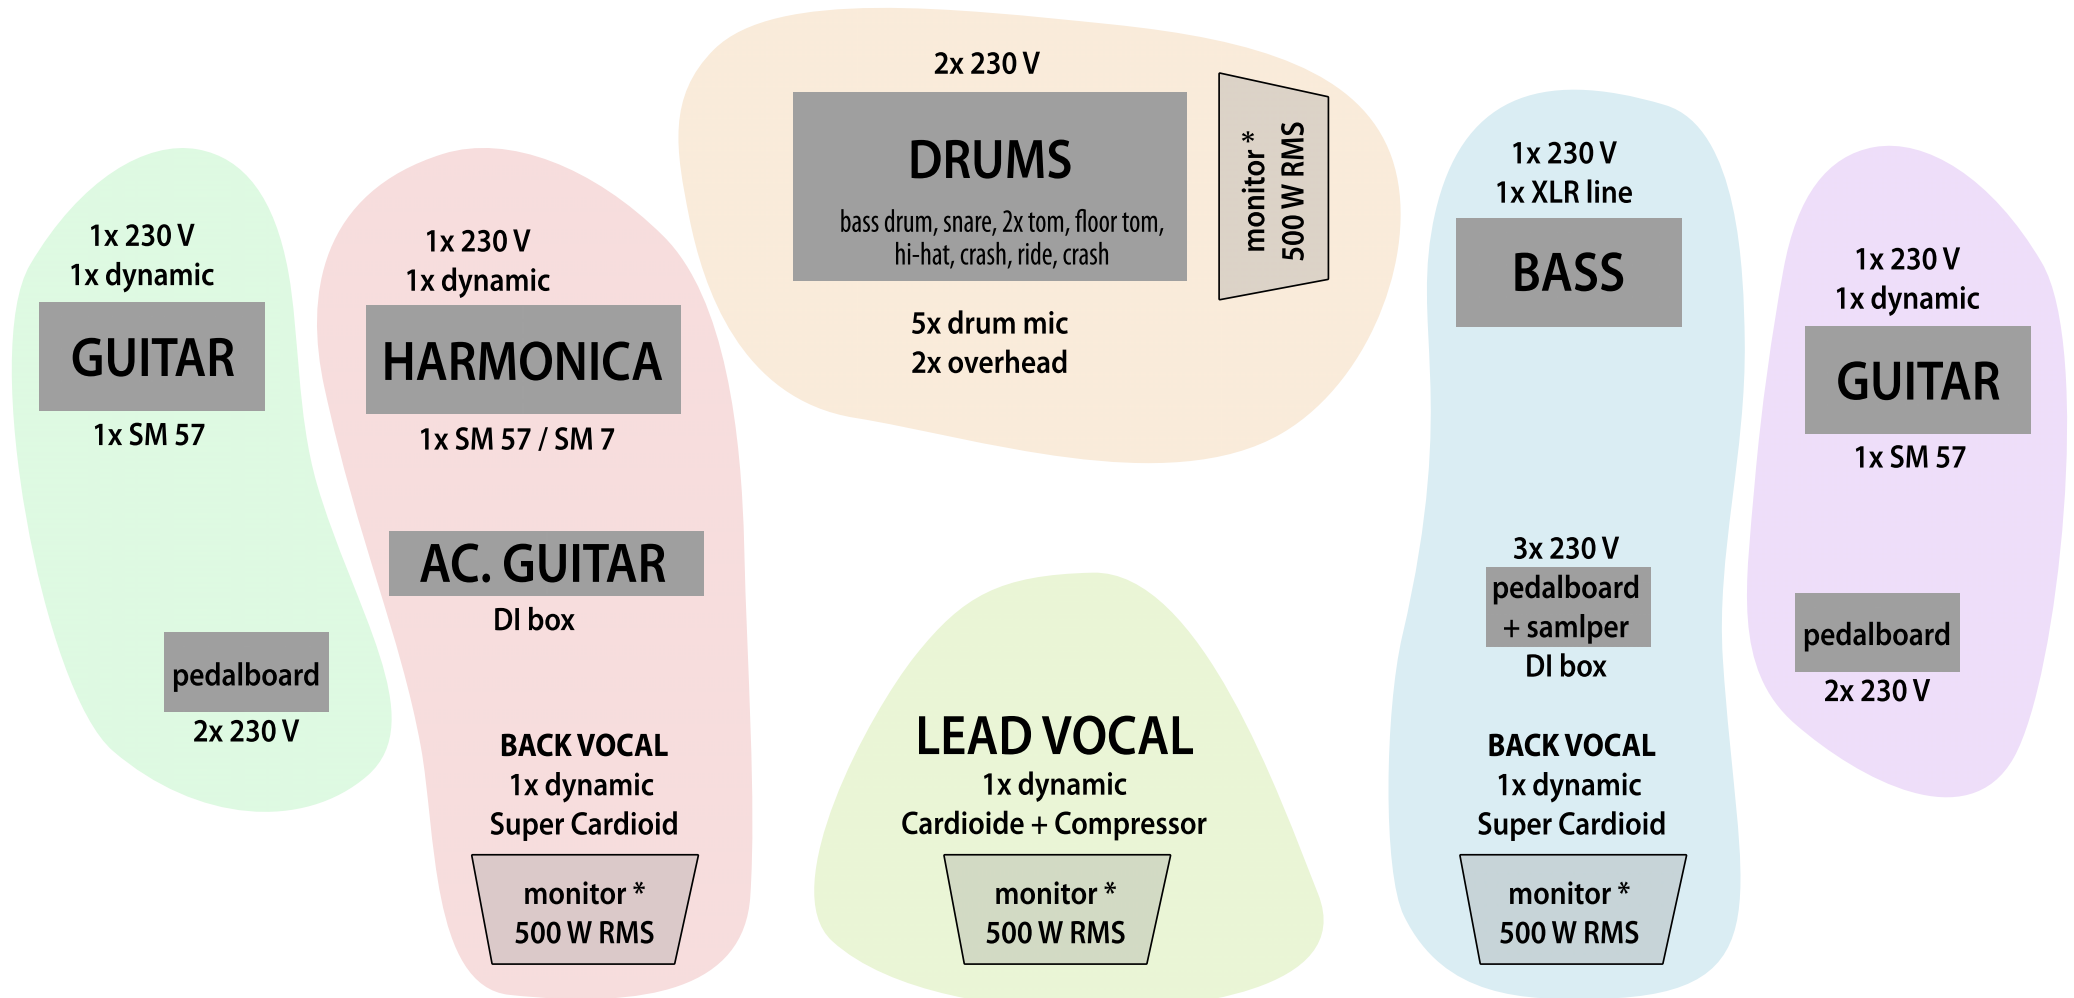 1x 230 V
1x dynamic
GUITAR
1x SM 57
pedalboard
2x 230 V
1x 230 V
1x dynamic
HARMONICA
1x SM 57 / SM 7
AC. GUITAR
DI box
BACK VOCAL
1x dynamic
Super Cardioid
monitor *
500 W RMS
2x 230 V
DRUMS
bass drum, snare, 2x tom, floor tom,
hi-hat, crash, ride, crash
5x drum mic
2x overhead
monitor *
500 W RMS
LEAD VOCAL
1x dynamic
Cardioide + Compressor
monitor *
500 W RMS
1x 230 V
1x XLR line
BASS
3x 230 V
pedalboard
+ samlper
DI box
BACK VOCAL
1x dynamic
Super Cardioid
monitor *
500 W RMS
1x 230 V
1x dynamic
GUITAR
1x SM 57
pedalboard
2x 230 V